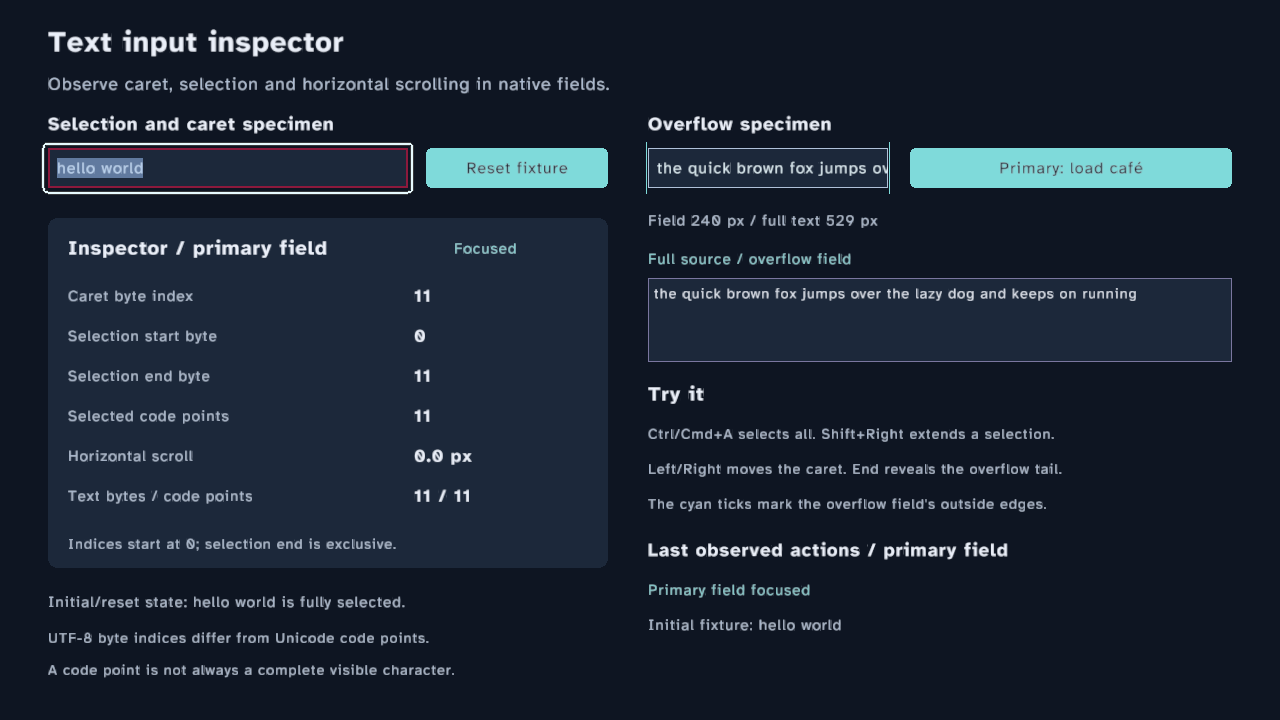 Text input inspector
Observe caret, selection and horizontal scrolling in native fields.
Selection and caret specimen
hello world
Reset fixture
Inspector / primary field
Focused
Caret byte index 11
Selection start byte 0
Selection end byte 11
Selected code points 11
Horizontal scroll 0.0 px
Text bytes / code points 11 / 11
Indices start at 0; selection end is exclusive.
Initial/reset state: hello world is fully selected.
UTF-8 byte indices differ from Unicode code points.
A code point is not always a complete visible character.
Overflow specimen
the quick brown fox jumps ov
Primary: load café
Field 240 px / full text 529 px
Full source / overflow field
the quick brown fox jumps over the lazy dog and keeps on running
Try it
Ctrl/Cmd+A selects all. Shift+Right extends a selection.
Left/Right moves the caret. End reveals the overflow tail.
The cyan ticks mark the overflow field's outside edges.
Last observed actions / primary field
Primary field focused
Initial fixture: hello world